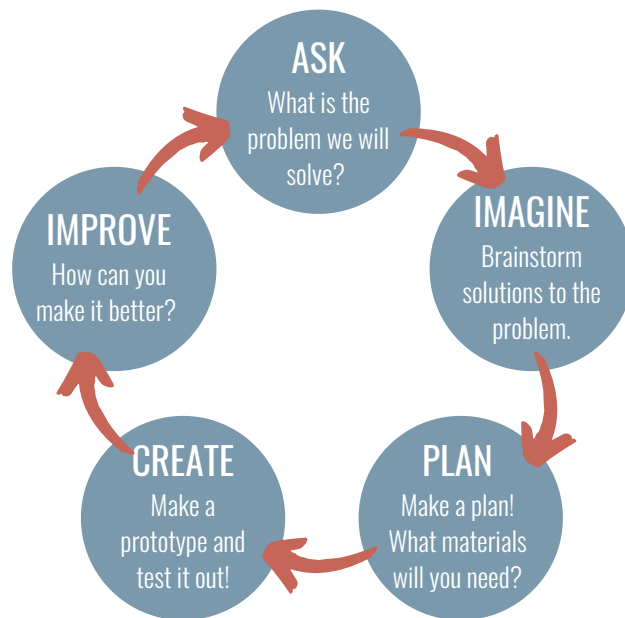 ASK
What is the
problem we will
solve?
IMAGINE
Brainstorm
solutions to the
problem.
PLAN
Make a plan!
What materials
will you need?
CREATE
Make a
prototype and
test it out!
IMPROVE
How can you
make it better?